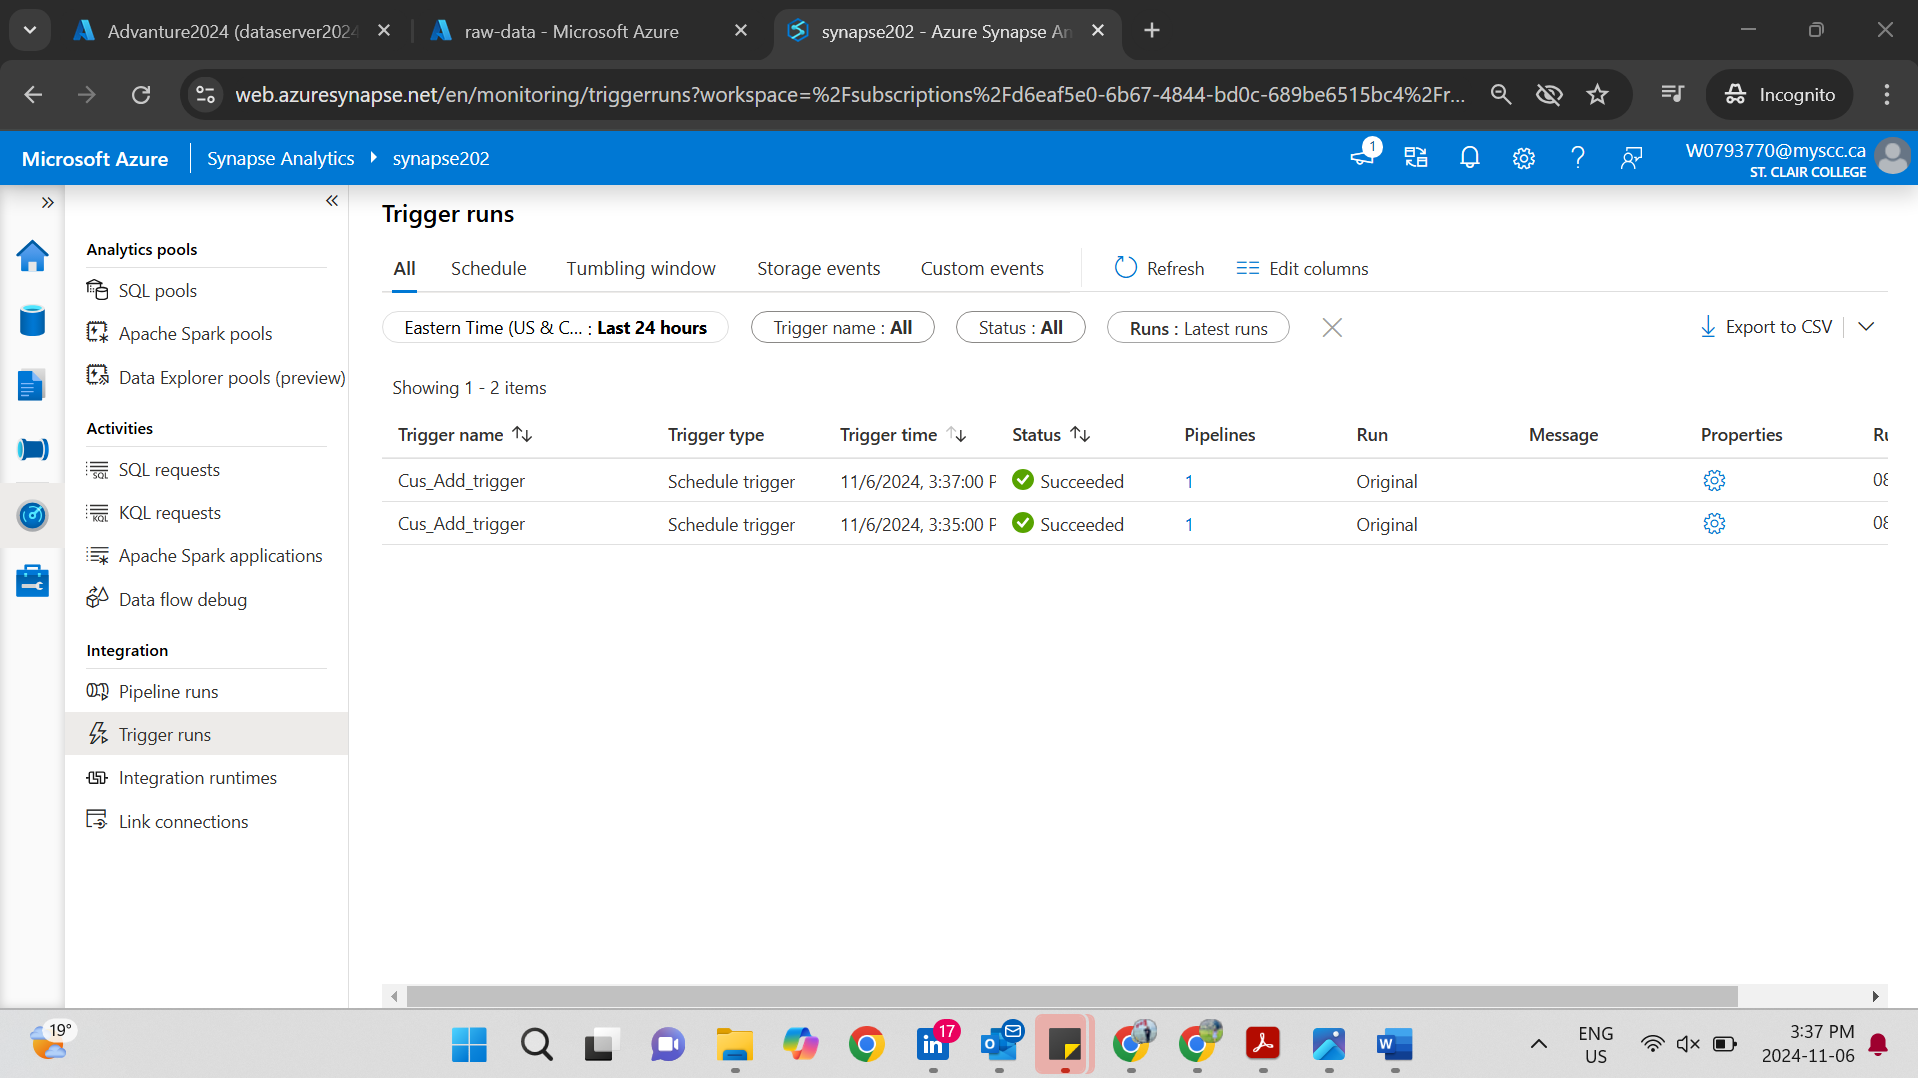 Advanture2024 (dataserver2024
raw-data - Microsoft Azure
synapse202 - Azure Synapse An
web.azuresynapse.net/en/monitoring/triggerruns?workspace=%2Fsubscriptions%2Fd6eaf5e0-6b67-4844-bd0c-689be6515bc4%2Fr...
Incognito
Microsoft Azure
Synapse Analytics
synapse202
1
W0793770@myscc.ca
ST. CLAIR COLLEGE
Analytics pools
SQL pools
Apache Spark pools
Data Explorer pools (preview)
Activities
SQL requests
KQL requests
Apache Spark applications
Data flow debug
Integration
Pipeline runs
Trigger runs
Integration runtimes
Link connections
Trigger runs
All Schedule Tumbling window Storage events Custom events Refresh Edit columns
Eastern Time (US & C... : Last 24 hours Trigger name : All Status : All Runs : Latest runs Export to CSV
Showing 1 - 2 items
Trigger name Trigger type Trigger time Status Pipelines Run Message Properties Ru
Cus_Add_trigger Schedule trigger 11/6/2024, 3:37:00 P Succeeded 1 Original 08
Cus_Add_trigger Schedule trigger 11/6/2024, 3:35:00 P Succeeded 1 Original 08
19°
17
ENG
US
3:37 PM
2024-11-06